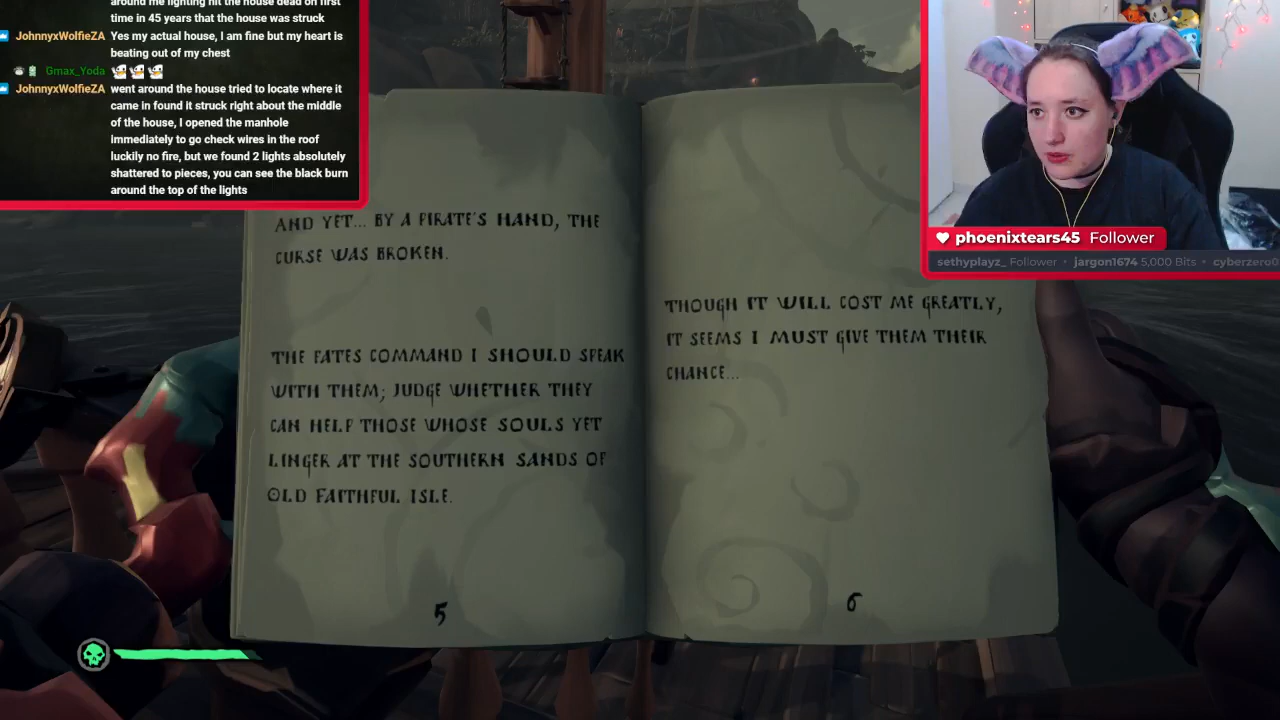 around me lighting hit the house dead on first
time in 45 years that the house was struck
JohnnyxWolfieZA Yes my actual house, I am fine but my heart is
beating out of my chest
Gmax_Yoda
JohnnyxWolfieZA went around the house tried to locate where it
came in found it struck right about the middle
of the house, I opened the manhole
immediately to go check wires in the roof
luckily no fire, but we found 2 lights absolutely
shattered to pieces, you can see the black burn
around the top of the lights
AND YET... BY A PIRATE'S HAND, THE
CURSE WAS BROKEN.
THE FATES COMMAND I SHOULD SPEAK
WITH THEM; JUDGE WHETHER THEY
CAN HELP THOSE WHOSE SOULS YET
LINGER AT THE SOUTHERN SANDS OF
OLD FAITHFUL ISLE.
5
THOUGH IT WILL COST ME GREATLY,
IT SEEMS I MUST GIVE THEM THEIR
CHANCE...
6
phoenixtears45 Follower
sethyplayz_ Follower • jargon1674 5,000 Bits • cyberzero0